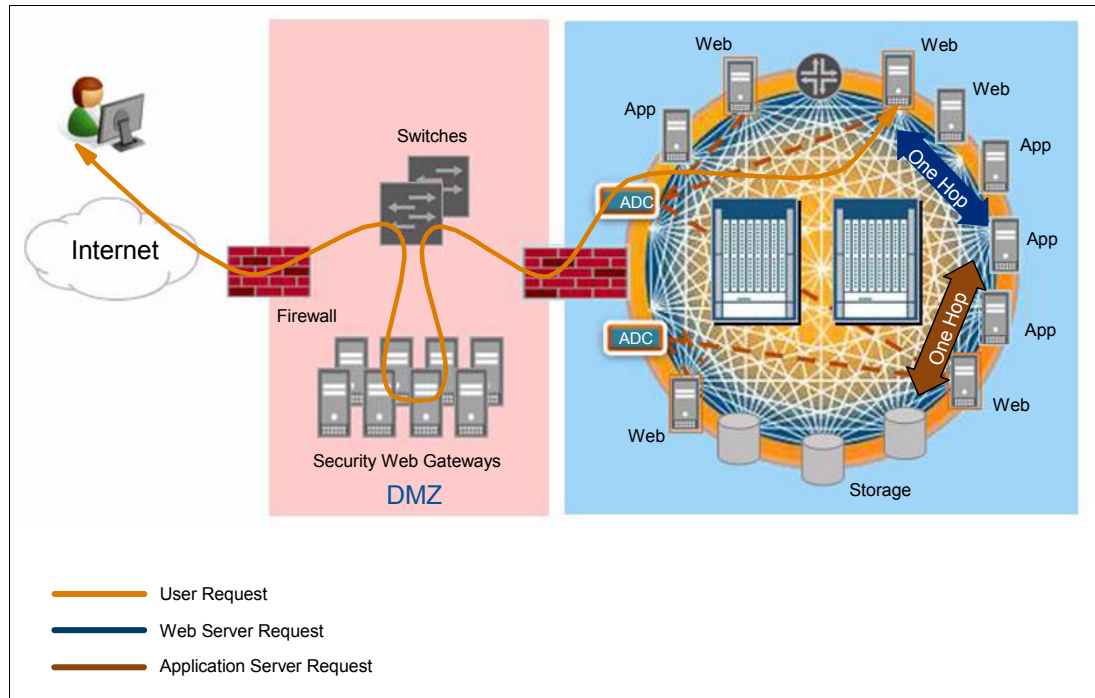 Web
Web
Web
App
App
Switches
ADC
One Hop
App
Internet
Firewall
ADC
One Hop
App
Web
Web
Security Web Gateways
DMZ
Storage
User Request
Web Server Request
Application Server Request